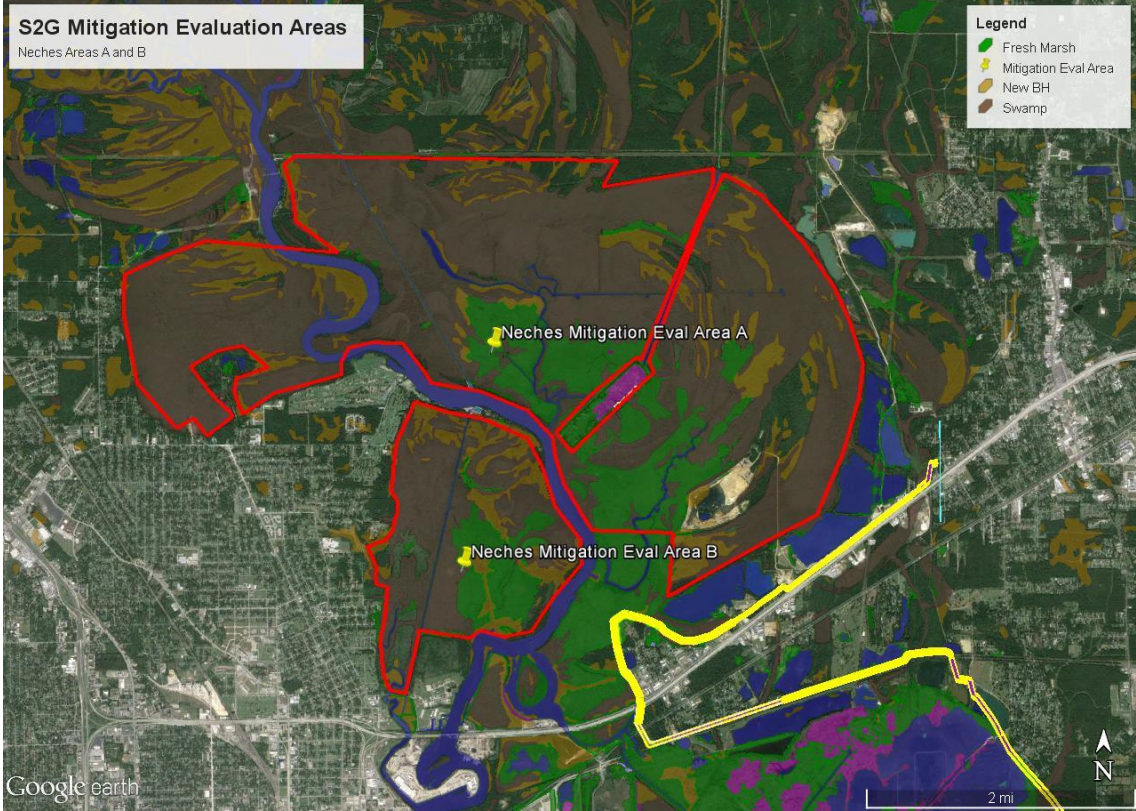 S2G Mitigation Evaluation Areas
Neches Areas A and B
Legend
Fresh Marsh
Mitigation Eval Area
New BH
Swamp
Neches Mitigation Eval Area A
Neches Mitigation Eval Area B
Google earth
N
2 mi